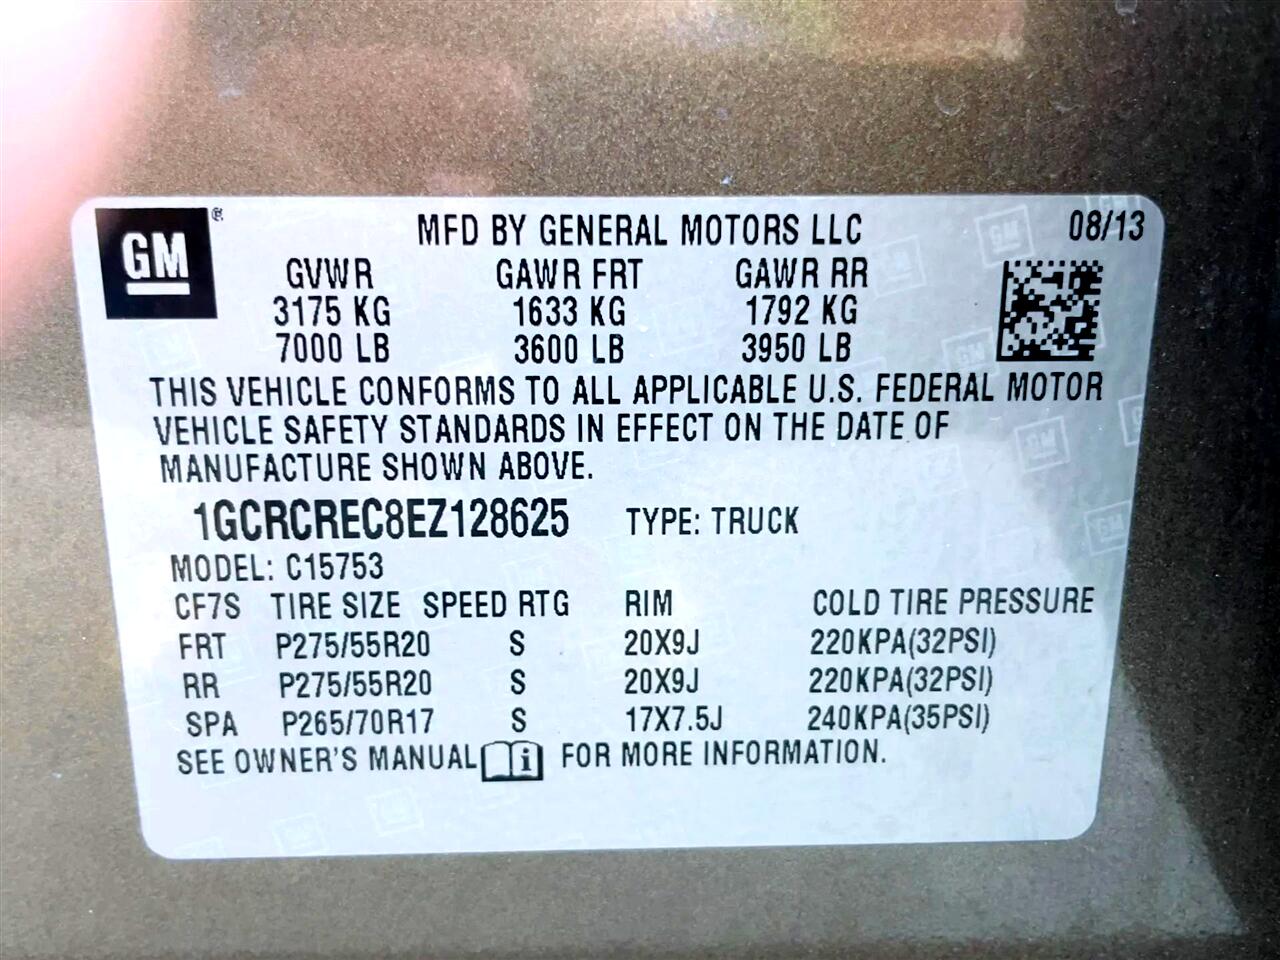 GM ® MFD BY GENERAL MOTORS LLC 08/13
GVWR GAWR FRT GAWR RR
3175 KG 1633 KG 1792 KG
7000 LB 3600 LB 3950 LB
THIS VEHICLE CONFORMS TO ALL APPLICABLE U.S. FEDERAL MOTOR
VEHICLE SAFETY STANDARDS IN EFFECT ON THE DATE OF
MANUFACTURE SHOWN ABOVE.
1GCRCREC8EZ128625 TYPE: TRUCK
MODEL: C15753
CF7S TIRE SIZE SPEED RTG RIM COLD TIRE PRESSURE
FRT P275/55R20 S 20X9J 220KPA(32PSI)
RR P275/55R20 S 20X9J 220KPA(32PSI)
SPA P265/70R17 S 17X7.5J 240KPA(35PSI)
SEE OWNER'S MANUAL i FOR MORE INFORMATION.